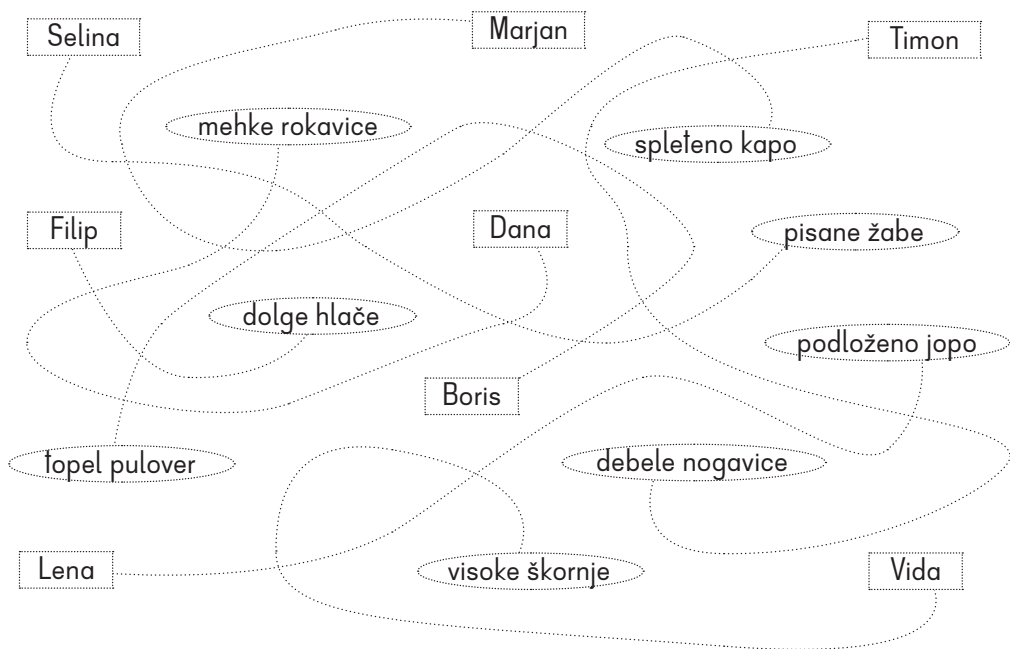 Selina
Marjan
Timon
mehke rokavice
spleteno kapo
Filip
Dana
pisane žabe
dolge hlače
podloženo jopo
Boris
topel pulover
debele nogavice
Lena
visoke škornje
Vida